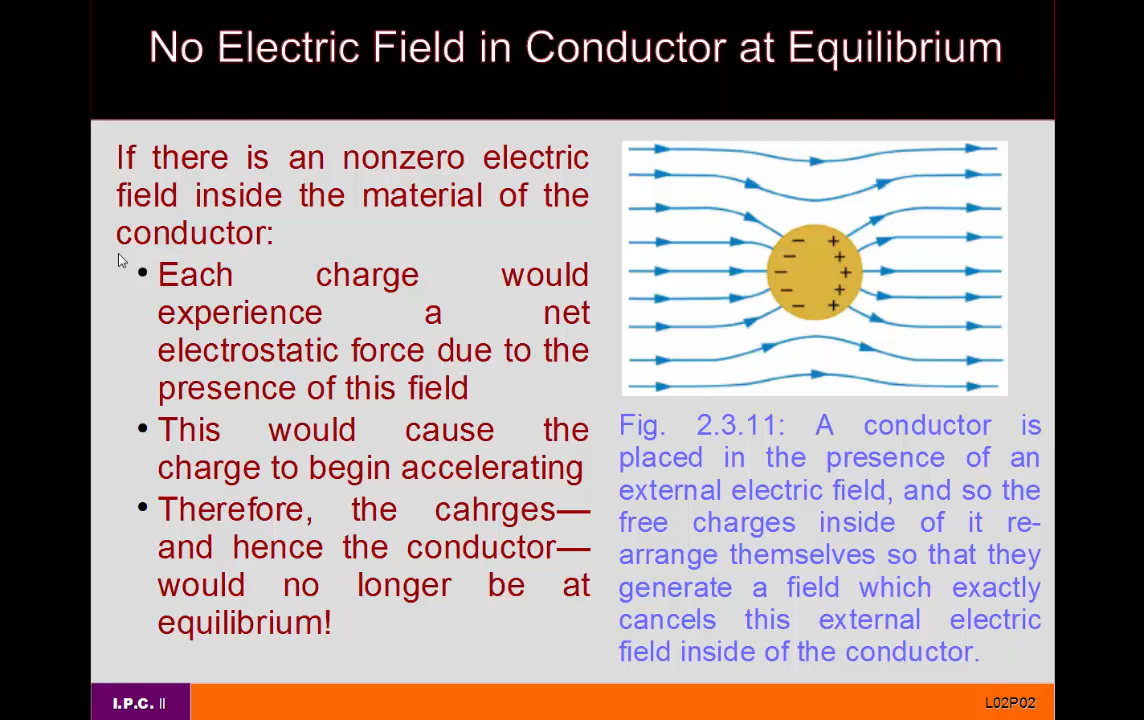 No Electric Field in Conductor at Equilibrium
If there is an nonzero electric
field inside the material of the
conductor:
• Each charge would
experience a net
electrostatic force due to the
presence of this field
• This would cause the
charge to begin accelerating
• Therefore, the cahrges—
and hence the conductor—
would no longer be at
equilibrium!
Fig. 2.3.11: A conductor is
placed in the presence of an
external electric field, and so the
free charges inside of it re-
arrange themselves so that they
generate a field which exactly
cancels this external electric
field inside of the conductor.
I.P.C. II
L02P02